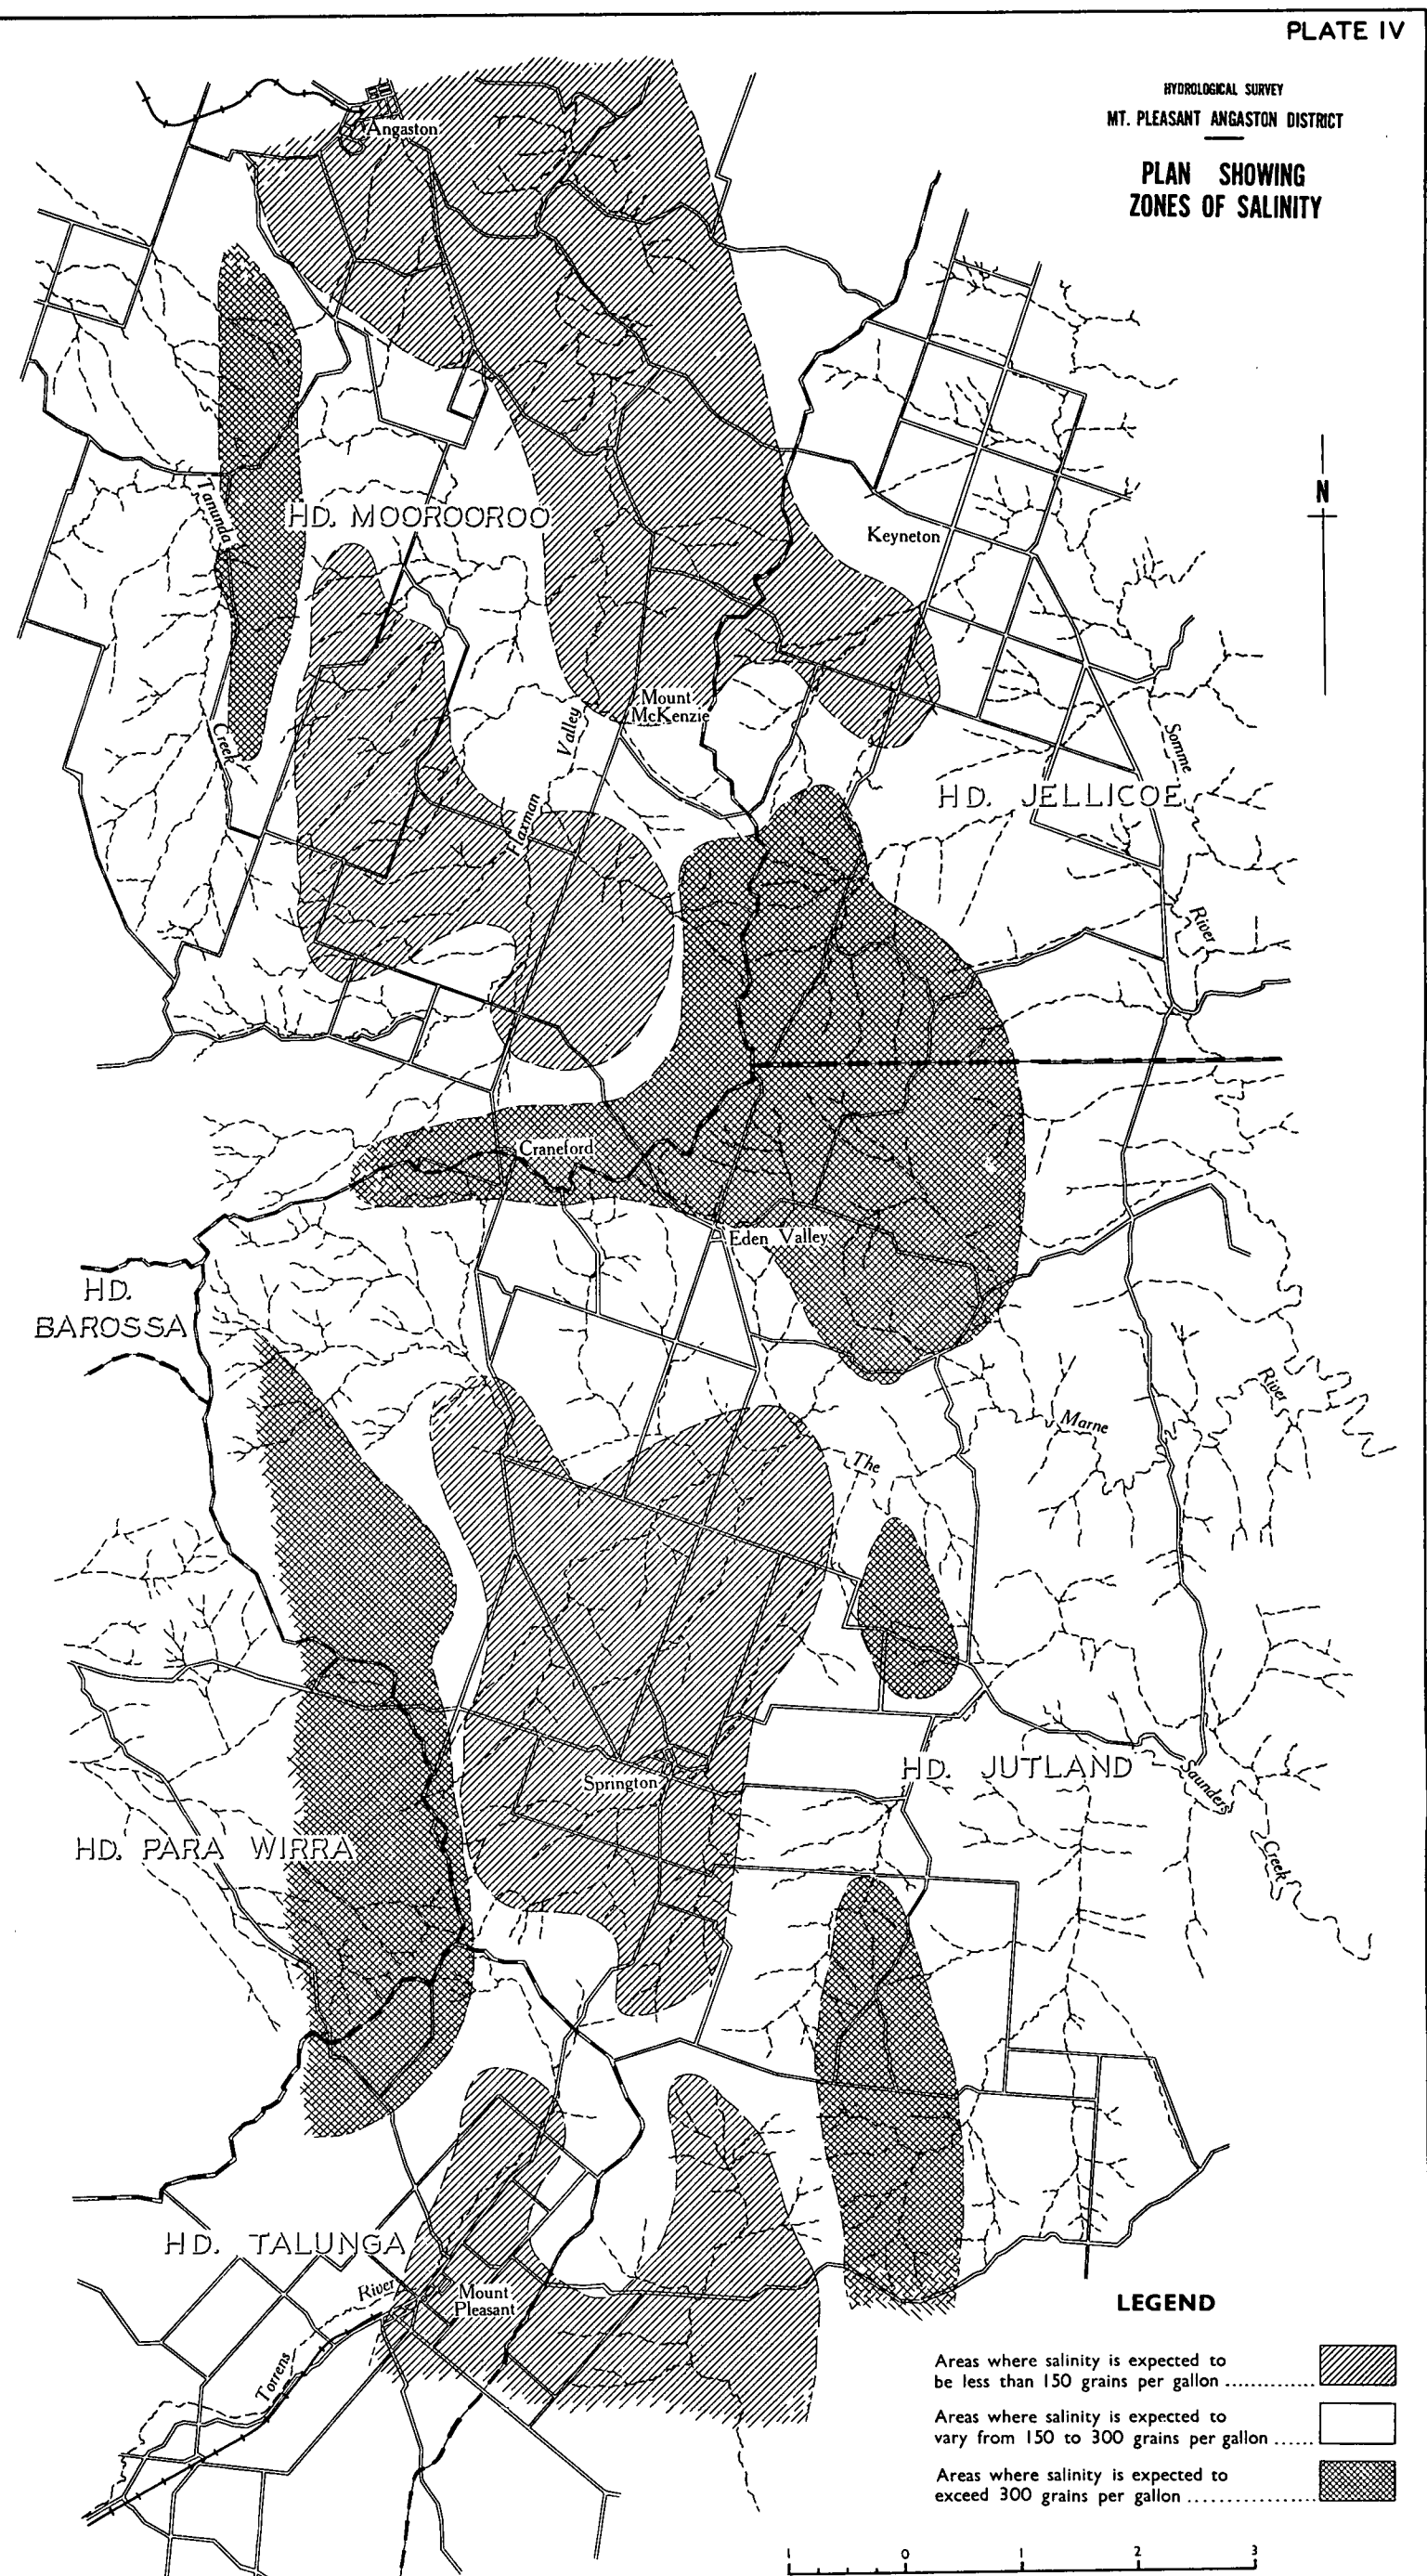 PLATE IV
HYDROLOGICAL SURVEY
MT. PLEASANT ANGASTON DISTRICT
PLAN SHOWING
ZONES OF SALINITY
Angaston
N
Tanunda
HD. MOOROOROO
Keyneton
Mount
McKenzie
Creek
Valley
Flaxman
Somme
HD. JELLICOE
River
Craneford
Eden Valley
HD.
BAROSSA
River
Marne
The
Springton
HD. JUTLAND
Saunders
HD. PARA WIRRA
Creek
HD. TALUNGA
River
Mount
Pleasant
Torrens
LEGEND
Areas where salinity is expected to
be less than 150 grains per gallon ..............
Areas where salinity is expected to
vary from 150 to 300 grains per gallon ......
Areas where salinity is expected to
exceed 300 grains per gallon ....................
1 0 1 2 3